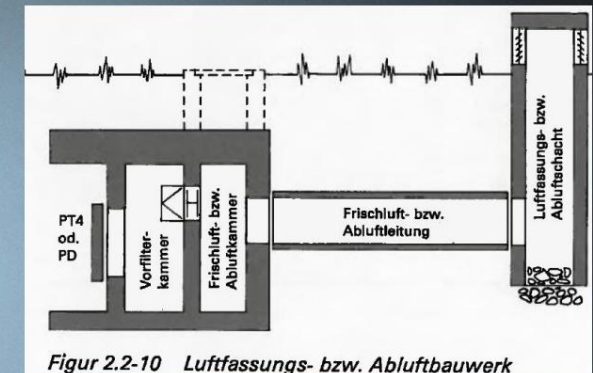 PT4
od.
PD
Vorfilter-
kammer
Frischluft- bzw.
Abluftkammer
Frischluft- bzw.
Abluftleitung
Luftfassungs- bzw.
Abluftschacht
Figur 2.2-10 Luftfassungs- bzw. Abluftbauwerk